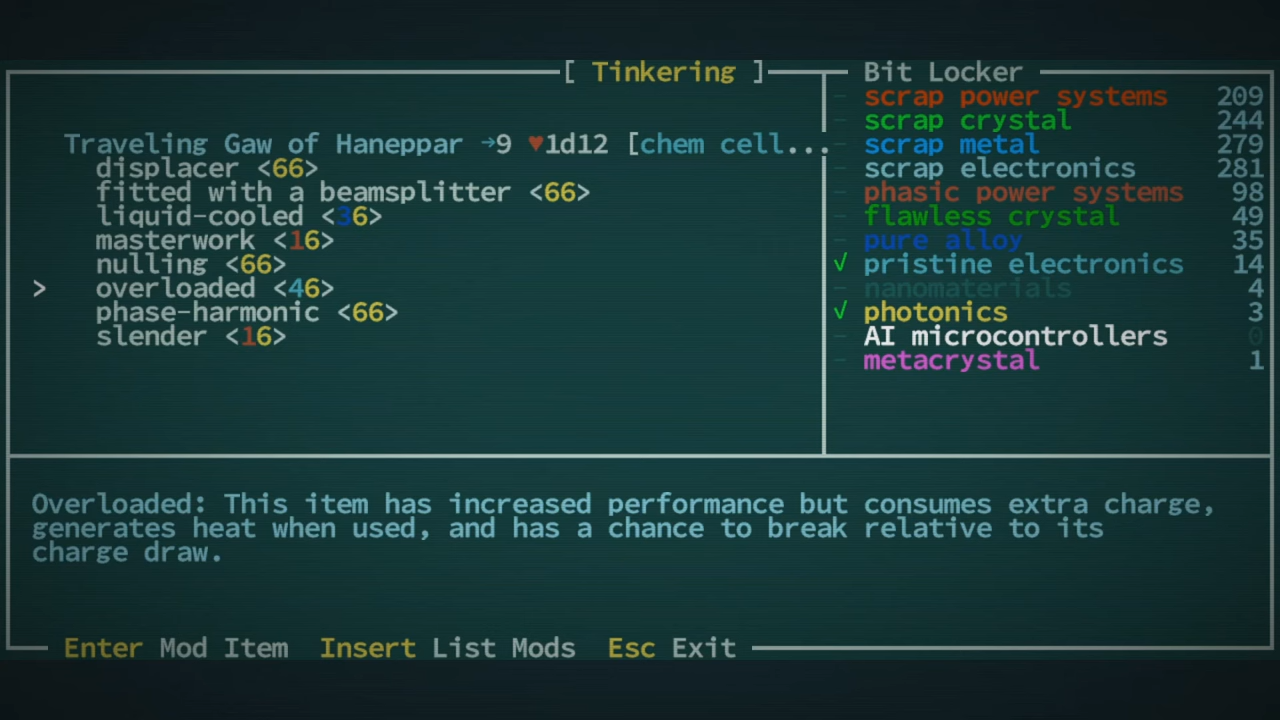 [ Tinkering ]
Traveling Gaw of Haneppar →9 ♥1d12 [chem cell...
displacer <66>
fitted with a beamsplitter <66>
liquid-cooled <36>
masterwork <16>
nulling <66>
> overloaded <46>
phase-harmonic <66>
slender <16>
Bit Locker
- scrap power systems 209
- scrap crystal 244
- scrap metal 279
- scrap electronics 281
- phasic power systems 98
- flawless crystal 49
- pure alloy 35
√ pristine electronics 14
- nanomaterials 4
√ photonics 3
- AI microcontrollers 0
- metacrystal 1
Overloaded: This item has increased performance but consumes extra charge,
generates heat when used, and has a chance to break relative to its
charge draw.
Enter Mod Item Insert List Mods Esc Exit